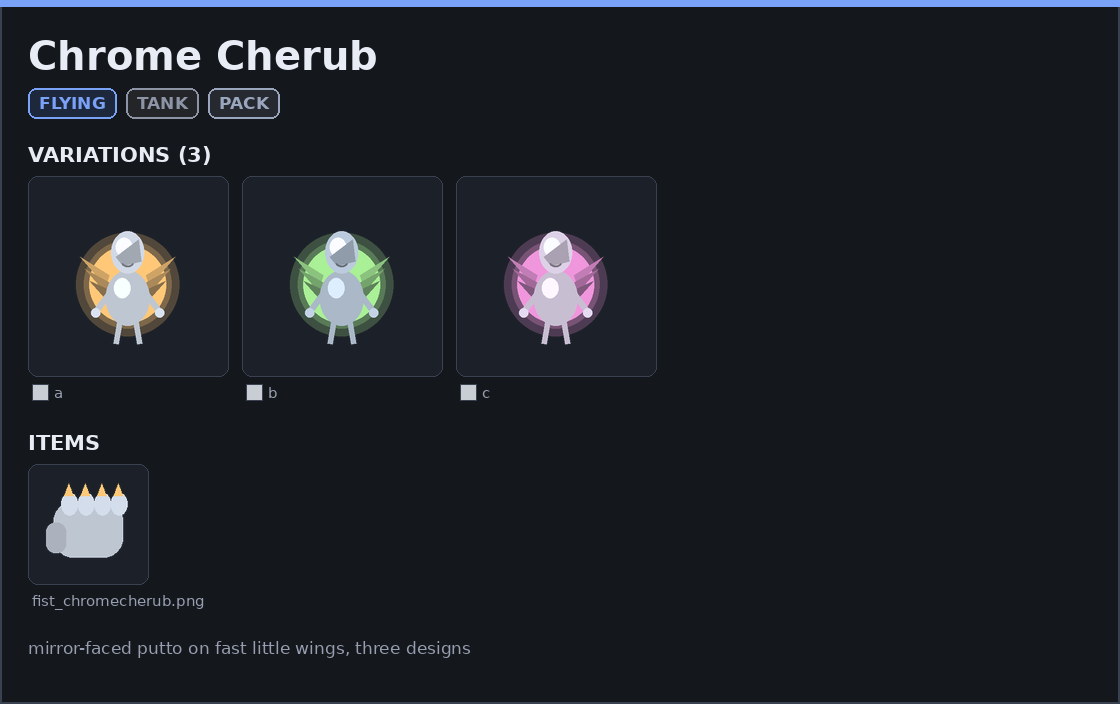 Chrome Cherub
FLYING TANK PACK
VARIATIONS (3)
a b c
ITEMS
fist_chromecherub.png
mirror-faced putto on fast little wings, three designs